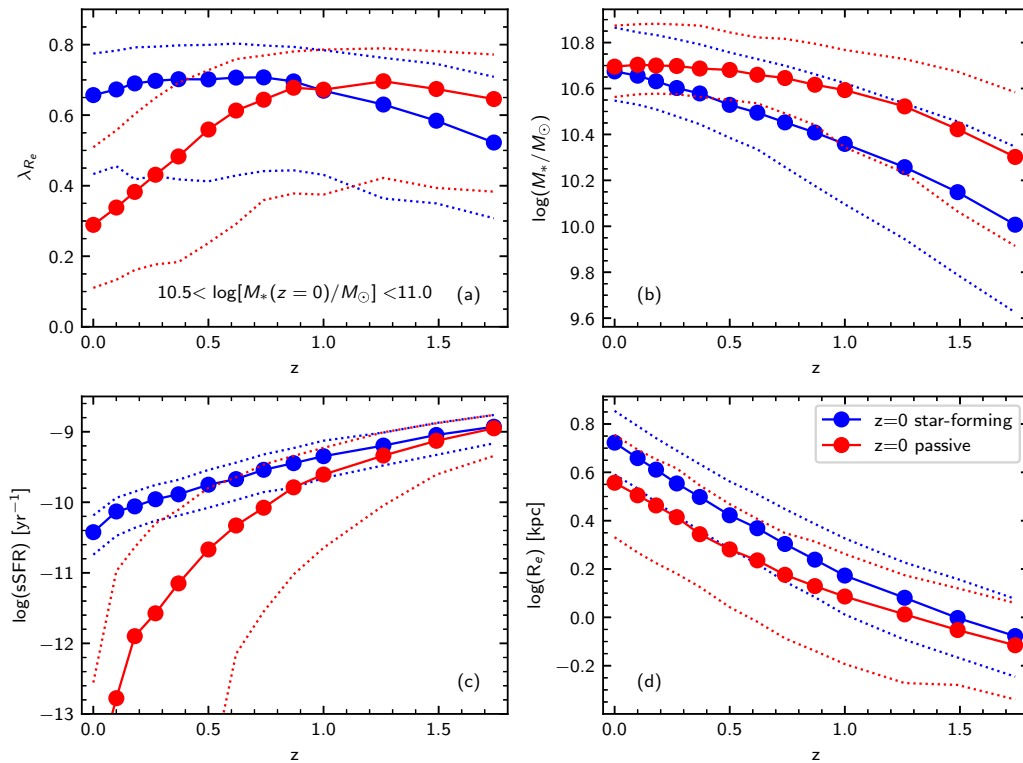 0.8
0.6
0.4
0.2
0.0
λ_{R_e}
10.5< log[M_*(z = 0)/M_⊙] <11.0
(a)
0.0 0.5 1.0 1.5
z
10.8
10.6
10.4
10.2
10.0
9.8
9.6
log(M_*/M_⊙)
(b)
0.0 0.5 1.0 1.5
z
−9
−10
−11
−12
−13
log(sSFR) [yr⁻¹]
(c)
0.0 0.5 1.0 1.5
z
0.8
0.6
0.4
0.2
0.0
−0.2
log(R_e) [kpc]
z=0 star-forming
z=0 passive
(d)
0.0 0.5 1.0 1.5
z